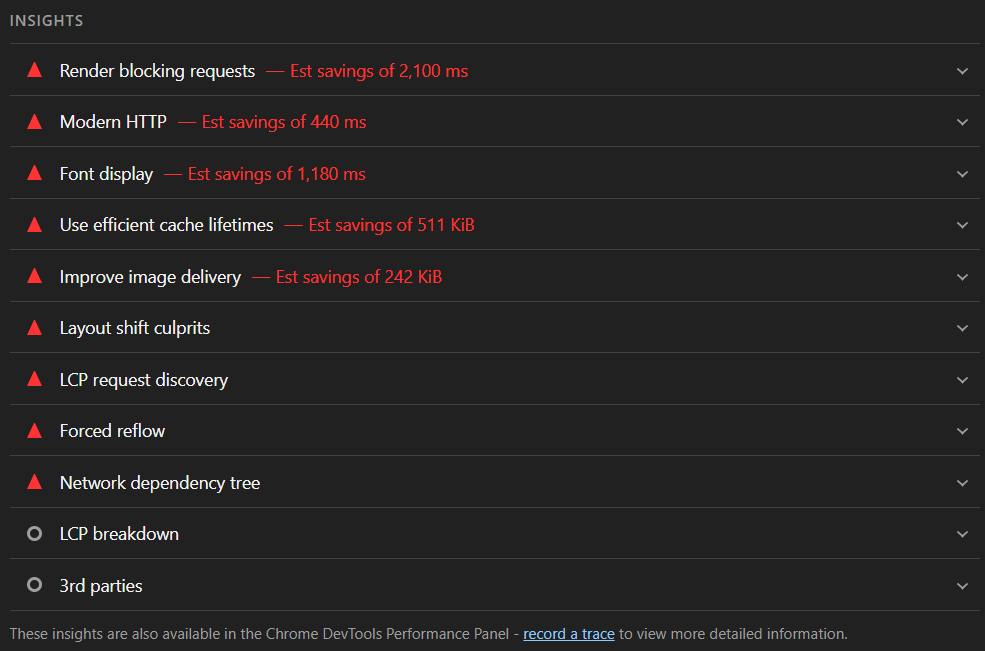 INSIGHTS
Render blocking requests — Est savings of 2,100 ms
Modern HTTP — Est savings of 440 ms
Font display — Est savings of 1,180 ms
Use efficient cache lifetimes — Est savings of 511 KiB
Improve image delivery — Est savings of 242 KiB
Layout shift culprits
LCP request discovery
Forced reflow
Network dependency tree
LCP breakdown
3rd parties
These insights are also available in the Chrome DevTools Performance Panel - record a trace to view more detailed information.